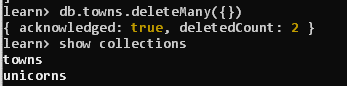 learn> db.towns.deleteMany({})
{ acknowledged: true, deletedCount: 2 }
learn> show collections
towns
unicorns